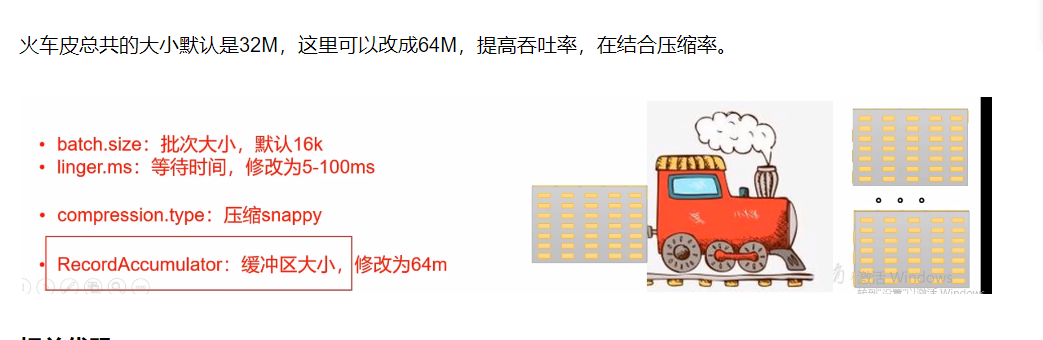 火车皮总共的大小默认是32M，这里可以改成64M，提高吞吐率，在结合压缩率。
• batch.size：批次大小，默认16k
• linger.ms：等待时间，修改为5-100ms
• compression.type：压缩snappy
• RecordAccumulator：缓冲区大小，修改为64m
激活 Windows